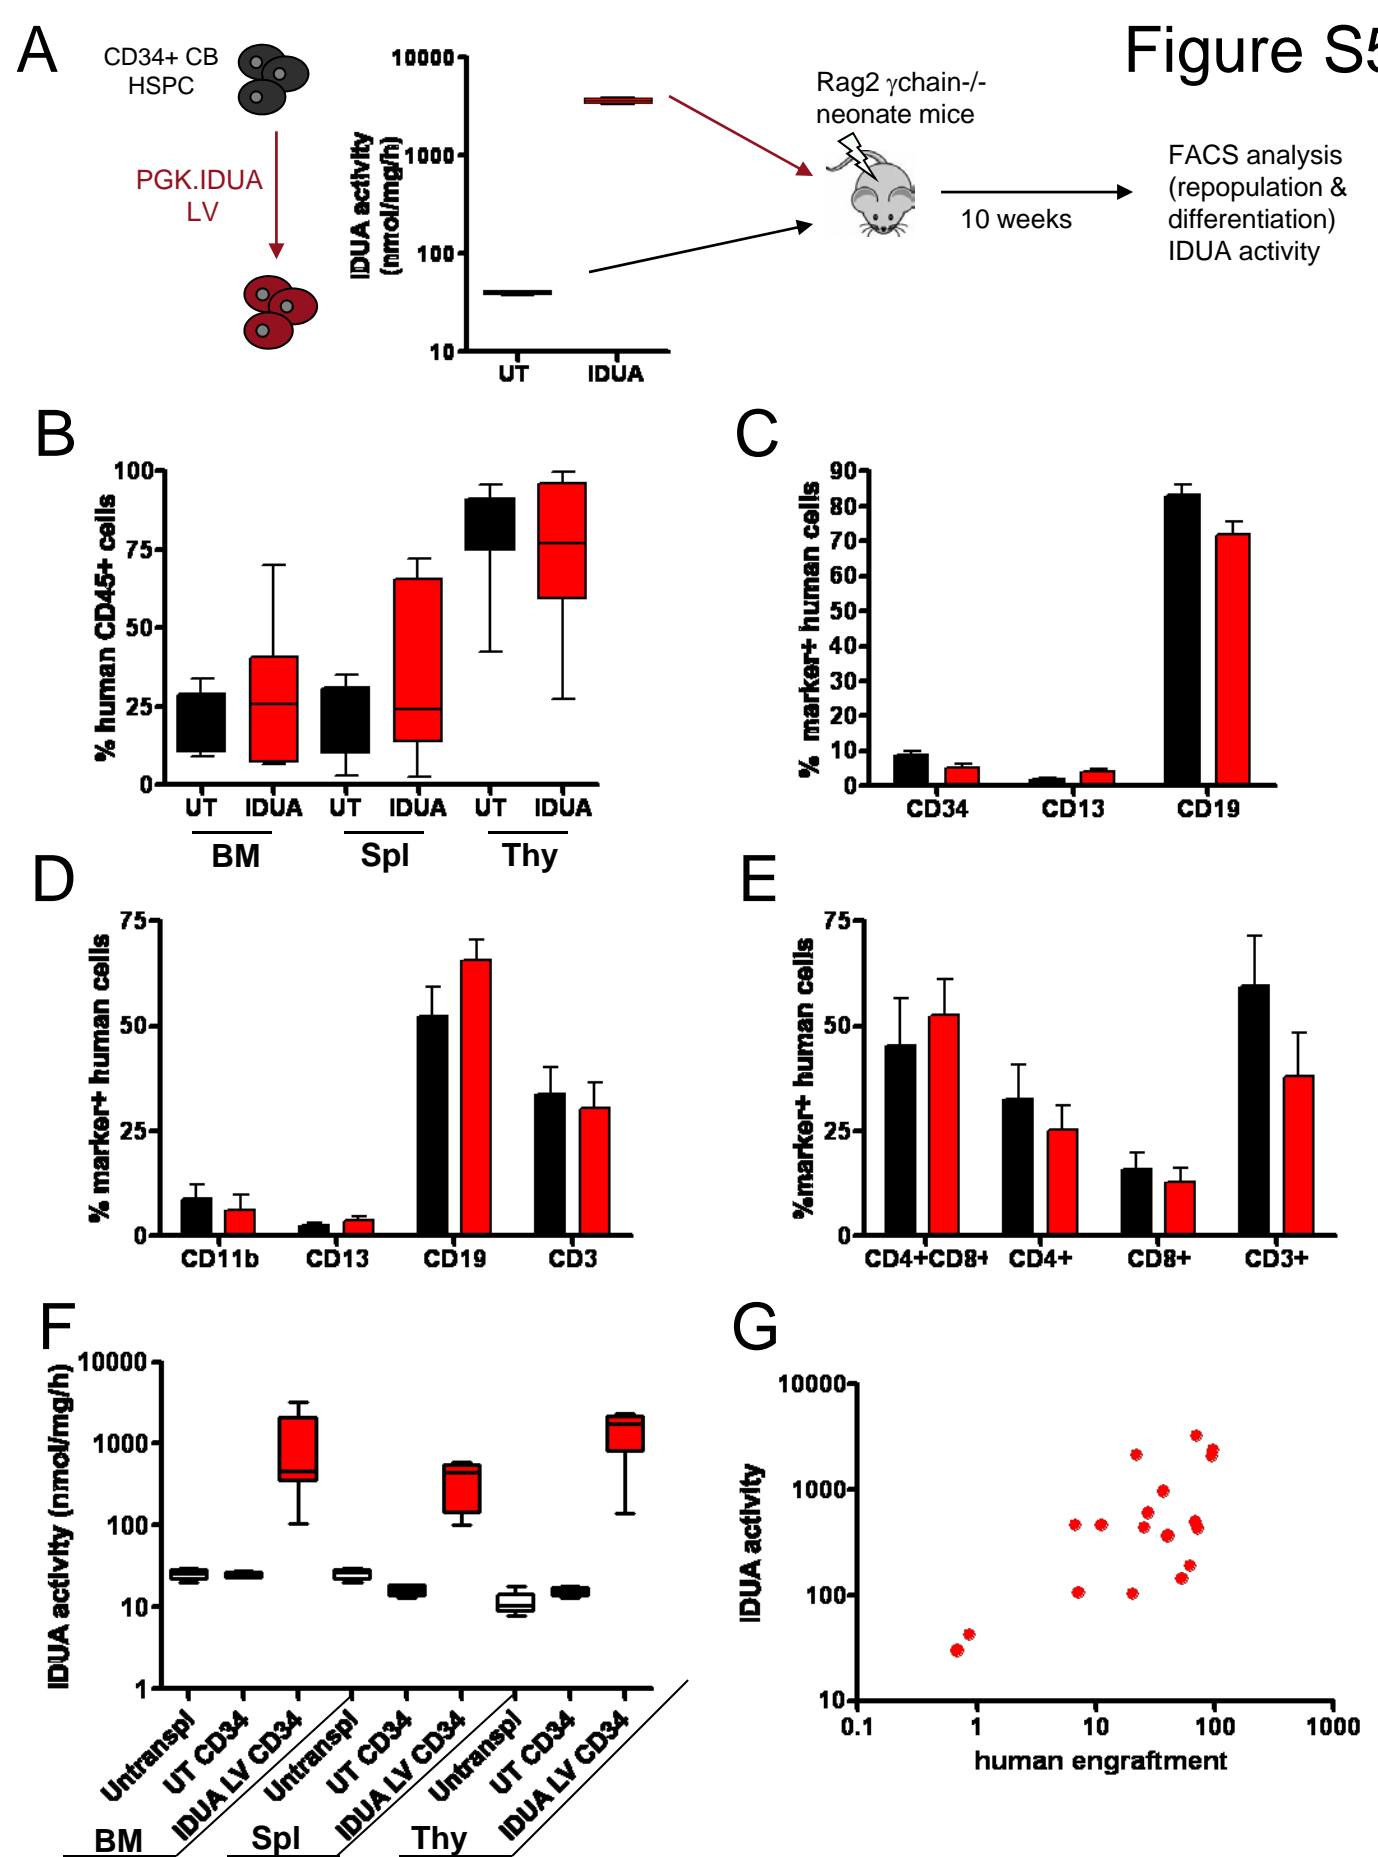 Figure S5
A
CD34+ CB
HSPC
PGK.IDUA
LV
IDUA activity
(nmol/mg/h)
10000
1000
100
10
UT
IDUA
Rag2 γchain-/-
neonate mice
10 weeks
FACS analysis
(repopulation &
differentiation)
IDUA activity
B
% human CD45+ cells
100
75
50
25
0
UT
IDUA
UT
IDUA
UT
IDUA
BM
Spl
Thy
C
% marker+ human cells
90
80
70
60
50
40
30
20
10
0
CD34
CD13
CD19
D
% marker+ human cells
75
50
25
0
CD11b
CD13
CD19
CD3
E
%marker+ human cells
75
50
25
0
CD4+CD8+
CD4+
CD8+
CD3+
F
IDUA activity (nmol/mg/h)
10000
1000
100
10
1
Untranspl
UT CD34
IDUA LV CD34
Untranspl
UT CD34
IDUA LV CD34
Untranspl
UT CD34
IDUA LV CD34
BM
Spl
Thy
G
IDUA activity
10000
1000
100
10
0.1
1
10
100
1000
human engraftment